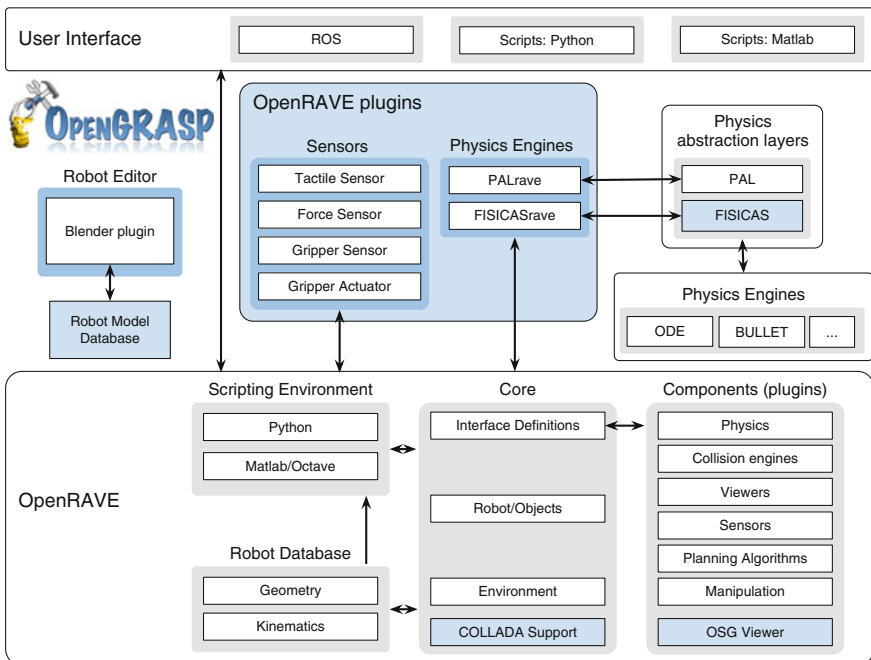 User Interface
ROS
Scripts: Python
Scripts: Matlab
OPENGRASP
OpenRAVE plugins
Sensors
Tactile Sensor
Force Sensor
Gripper Sensor
Gripper Actuator
Physics Engines
PALrave
FISICASrave
Physics
abstraction layers
PAL
FISICAS
Robot Editor
Blender plugin
Robot Model
Database
Physics Engines
ODE
BULLET
...
OpenRAVE
Scripting Environment
Python
Matlab/Octave
Robot Database
Geometry
Kinematics
Core
Interface Definitions
Robot/Objects
Environment
COLLADA Support
Components (plugins)
Physics
Collision engines
Viewers
Sensors
Planning Algorithms
Manipulation
OSG Viewer